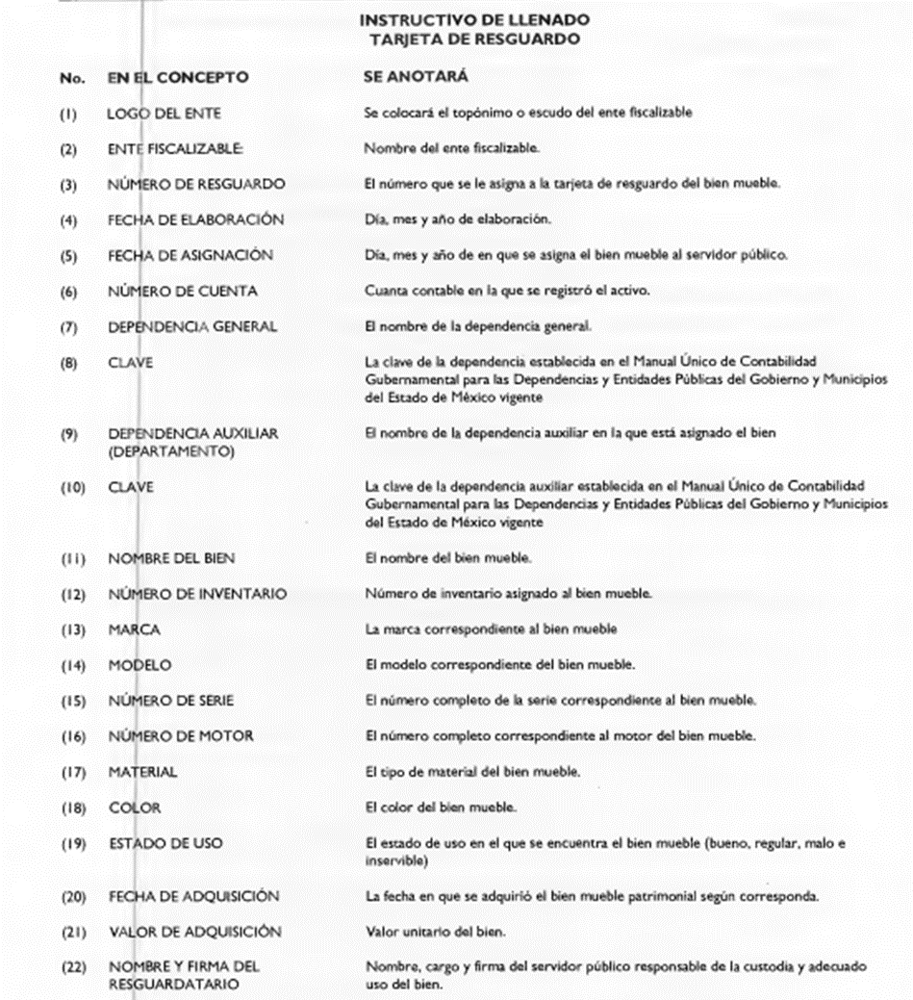 INSTRUCTIVO DE LLENADO
TARJETA DE RESGUARDO
No. EN EL CONCEPTO SE ANOTARÁ
(1) LOGO DEL ENTE Se colocará el topónimo o escudo del ente fiscalizable
(2) ENTE FISCALIZABLE: Nombre del ente fiscalizable.
(3) NÚMERO DE RESGUARDO El número que se le asigna a la tarjeta de resguardo del bien mueble.
(4) FECHA DE ELABORACIÓN Día, mes y año de elaboración.
(5) FECHA DE ASIGNACIÓN Día, mes y año de en que se asigna el bien mueble al servidor público.
(6) NÚMERO DE CUENTA Cuanta contable en la que se registró el activo.
(7) DEPENDENCIA GENERAL El nombre de la dependencia general.
(8) CLAVE La clave de la dependencia establecida en el Manual Único de Contabilidad
Gubernamental para las Dependencias y Entidades Públicas del Gobierno y Municipios
del Estado de México vigente
(9) DEPENDENCIA AUXILIAR El nombre de la dependencia auxiliar en la que está asignado el bien
(DEPARTAMENTO)
(10) CLAVE La clave de la dependencia auxiliar establecida en el Manual Único de Contabilidad
Gubernamental para las Dependencias y Entidades Públicas del Gobierno y Municipios
del Estado de México vigente
(11) NOMBRE DEL BIEN El nombre del bien mueble.
(12) NÚMERO DE INVENTARIO Número de inventario asignado al bien mueble.
(13) MARCA La marca correspondiente al bien mueble
(14) MODELO El modelo correspondiente del bien mueble.
(15) NÚMERO DE SERIE El número completo de la serie correspondiente al bien mueble.
(16) NÚMERO DE MOTOR El número completo correspondiente al motor del bien mueble.
(17) MATERIAL El tipo de material del bien mueble.
(18) COLOR El color del bien mueble.
(19) ESTADO DE USO El estado de uso en el que se encuentra el bien mueble (bueno, regular, malo e
inservible)
(20) FECHA DE ADQUISICIÓN La fecha en que se adquirió el bien mueble patrimonial según corresponda.
(21) VALOR DE ADQUISICIÓN Valor unitario del bien.
(22) NOMBRE Y FIRMA DEL Nombre, cargo y firma del servidor público responsable de la custodia y adecuado
RESGUARDATARIO uso del bien.